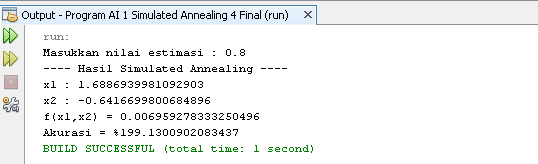 Output - Program AI 1 Simulated Annealing 4 Final (run) X
run:
Masukkan nilai estimasi : 0.8
---- Hasil Simulated Annealing ----
x1 : 1.6886939981092903
x2 : -0.6416699800684896
f(x1,x2) = 0.006959278333250496
Akurasi = %199.1300902083437
BUILD SUCCESSFUL (total time: 1 second)